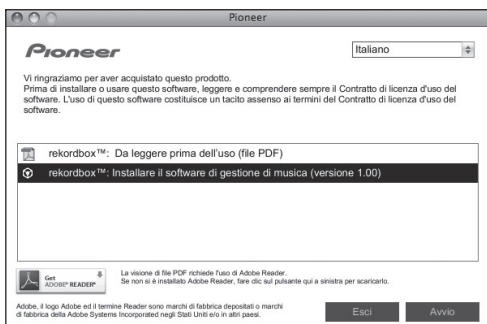 Pioneer
Pioneer
Italiano
Vi ringraziamo per aver acquistato questo prodotto.
Prima di installare o usare questo software, leggere e comprendere sempre il Contratto di licenza d'uso del
software. L'uso di questo software costituisce un tacito assenso ai termini del Contratto di licenza d'uso del
software.
rekordbox™: Da leggere prima dell'uso (file PDF)
rekordbox™: Installare il software di gestione di musica (versione 1.00)
Get
ADOBE® READER®
La visione di file PDF richiede l'uso di Adobe Reader.
Se non si è installato Adobe Reader, fare clic sul pulsante qui a sinistra per scaricarlo.
Adobe, il logo Adobe ed il termine Reader sono marchi di fabbrica depositati o marchi
di fabbrica della Adobe Systems Incorporated negli Stati Uniti e/o in altri paesi.
Esci
Avvio